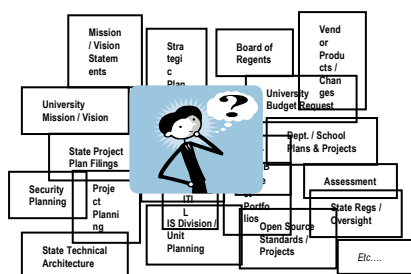 Mission
/ Vision
Statem
ents
Stra
tegi
c
Plan
Board of
Regents
Vend
or
Produ
cts /
Chan
ges
University
Mission / Vision
University
Budget Request
?
State Project
Plan Filings
Dept. / School
Plans & Projects
Security
Planning
Proje
ct
Planni
ng
ITI
L
B
e
Portfo
lios
Assessment
State Regs /
Oversight
IS Division /
Unit
Planning
Open Source
Standards /
Projects
State Technical
Architecture
Etc....